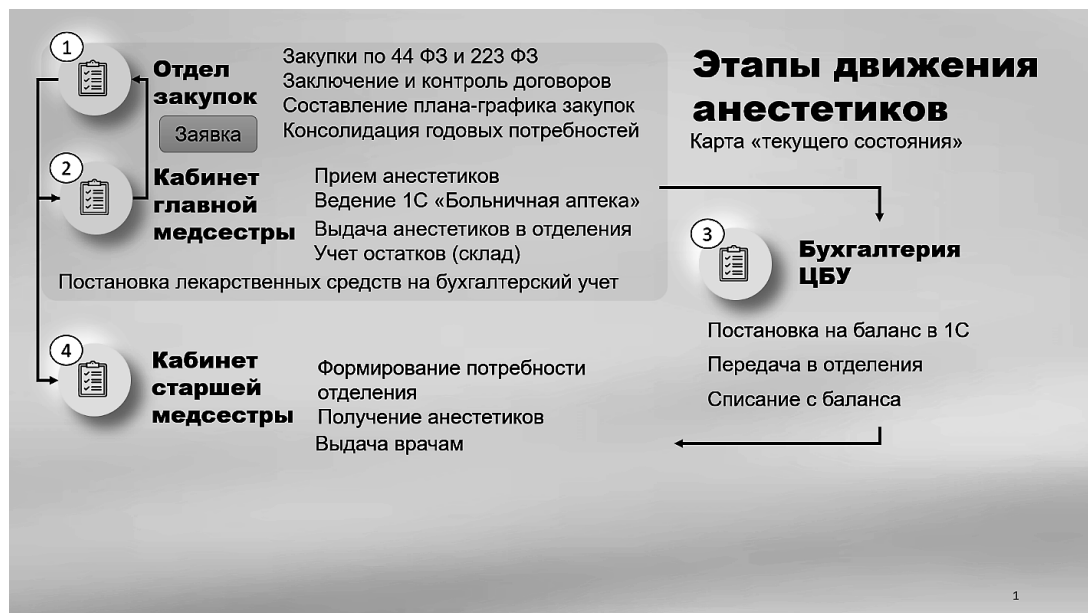 Этапы движения
анестетиков
Карта «текущего состояния»
1
Отдел
закупок
Заявка
Закупки по 44 ФЗ и 223 ФЗ
Заключение и контроль договоров
Составление плана-графика закупок
Консолидация годовых потребностей
2
Кабинет
главной
медсестры
Прием анестетиков
Ведение 1С «Больничная аптека»
Выдача анестетиков в отделения
Учет остатков (склад)
Постановка лекарственных средств на бухгалтерский учет
3
Бухгалтерия
ЦБУ
Постановка на баланс в 1С
Передача в отделения
Списание с баланса
4
Кабинет
старшей
медсестры
Формирование потребности
отделения
Получение анестетиков
Выдача врачам
1